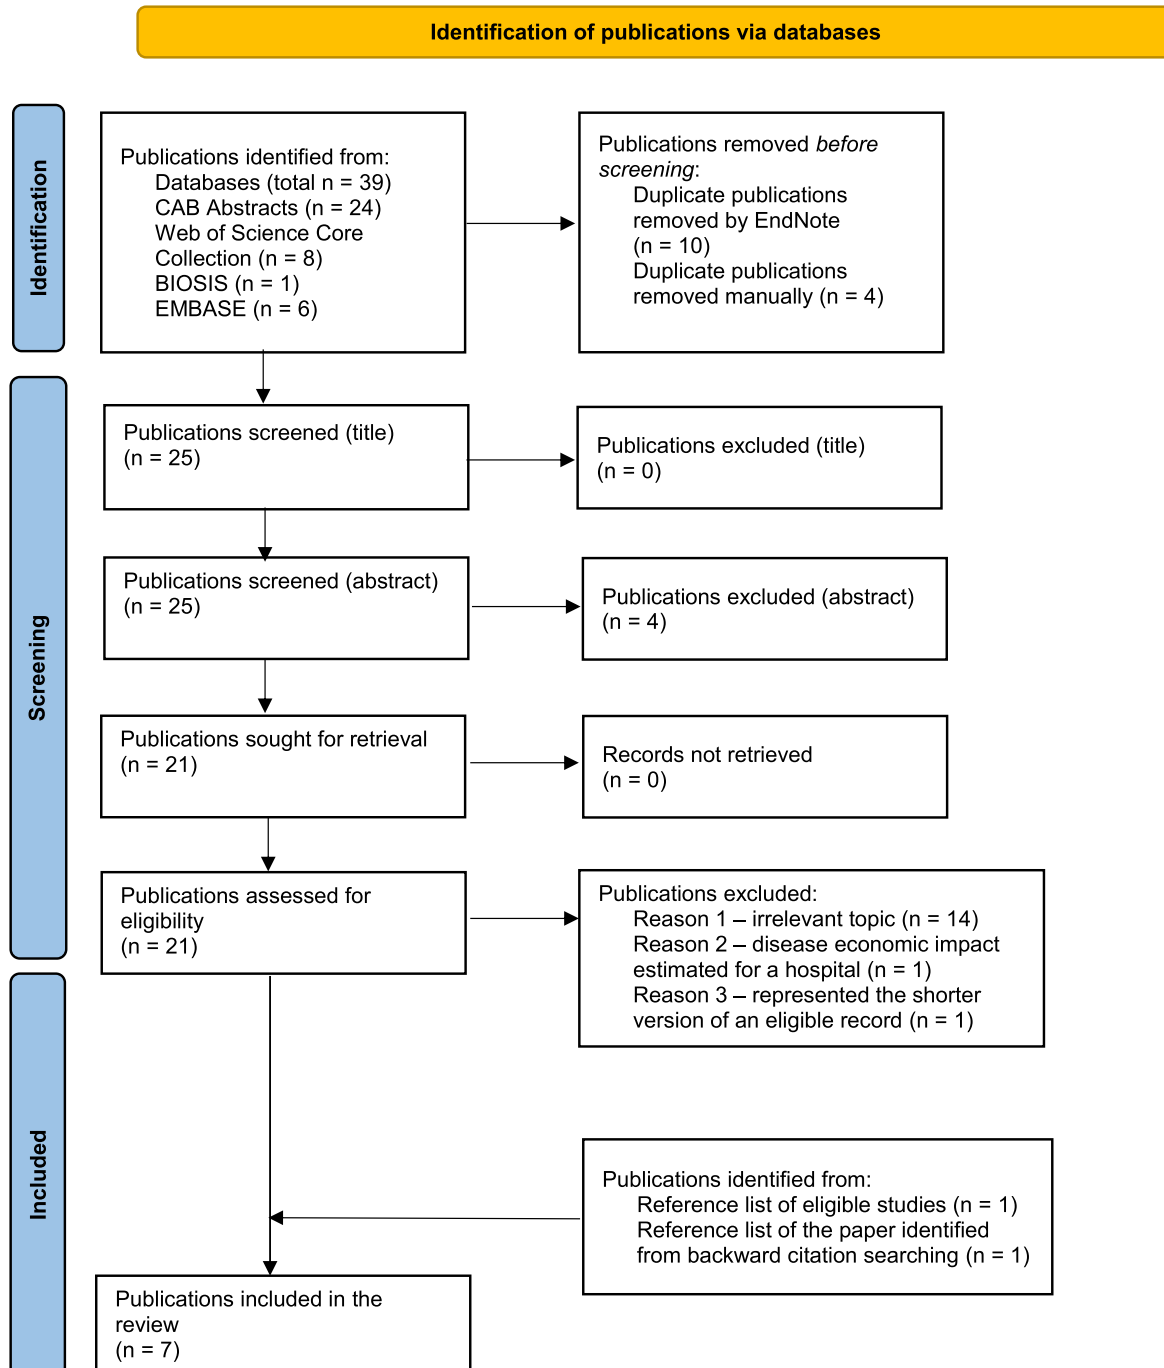 Identification of publications via databases
Identification
Publications identified from:
Databases (total n = 39)
CAB Abstracts (n = 24)
Web of Science Core
Collection (n = 8)
BIOSIS (n = 1)
EMBASE (n = 6)
Publications removed before
screening:
Duplicate publications
removed by EndNote
(n = 10)
Duplicate publications
removed manually (n = 4)
Screening
Publications screened (title)
(n = 25)
Publications excluded (title)
(n = 0)
Publications screened (abstract)
(n = 25)
Publications excluded (abstract)
(n = 4)
Publications sought for retrieval
(n = 21)
Records not retrieved
(n = 0)
Publications assessed for
eligibility
(n = 21)
Publications excluded:
Reason 1 – irrelevant topic (n = 14)
Reason 2 – disease economic impact
estimated for a hospital (n = 1)
Reason 3 – represented the shorter
version of an eligible record (n = 1)
Included
Publications identified from:
Reference list of eligible studies (n = 1)
Reference list of the paper identified
from backward citation searching (n = 1)
Publications included in the
review
(n = 7)